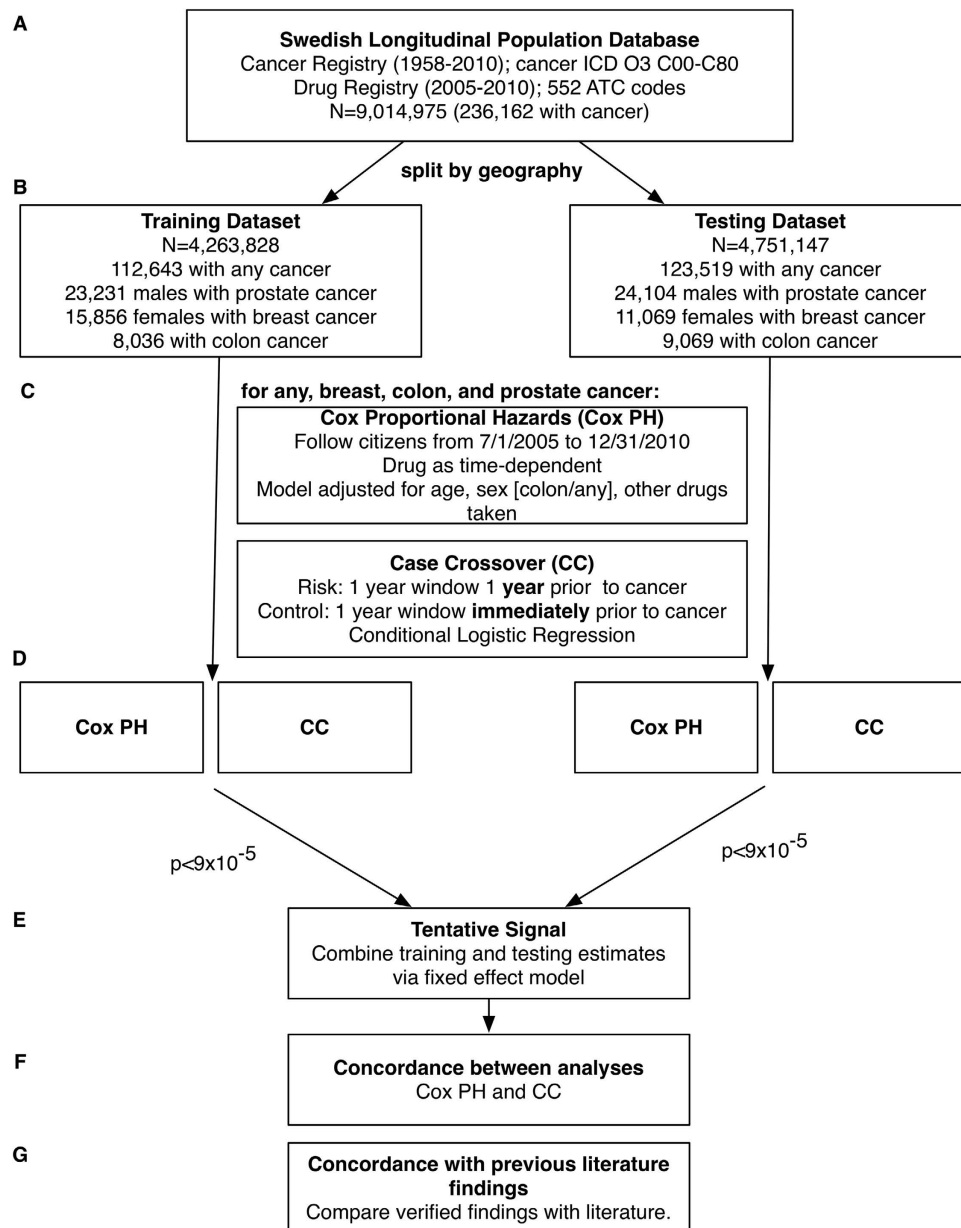 A
Swedish Longitudinal Population Database
Cancer Registry (1958-2010); cancer ICD O3 C00-C80
Drug Registry (2005-2010); 552 ATC codes
N=9,014,975 (236,162 with cancer)
split by geography
B
Training Dataset
N=4,263,828
112,643 with any cancer
23,231 males with prostate cancer
15,856 females with breast cancer
8,036 with colon cancer
Testing Dataset
N=4,751,147
123,519 with any cancer
24,104 males with prostate cancer
11,069 females with breast cancer
9,069 with colon cancer
C
for any, breast, colon, and prostate cancer:
Cox Proportional Hazards (Cox PH)
Follow citizens from 7/1/2005 to 12/31/2010
Drug as time-dependent
Model adjusted for age, sex [colon/any], other drugs
taken
Case Crossover (CC)
Risk: 1 year window 1 year prior to cancer
Control: 1 year window immediately prior to cancer
Conditional Logistic Regression
D
Cox PH
CC
Cox PH
CC
p<9x10^-5
p<9x10^-5
E
Tentative Signal
Combine training and testing estimates
via fixed effect model
F
Concordance between analyses
Cox PH and CC
G
Concordance with previous literature
findings
Compare verified findings with literature.